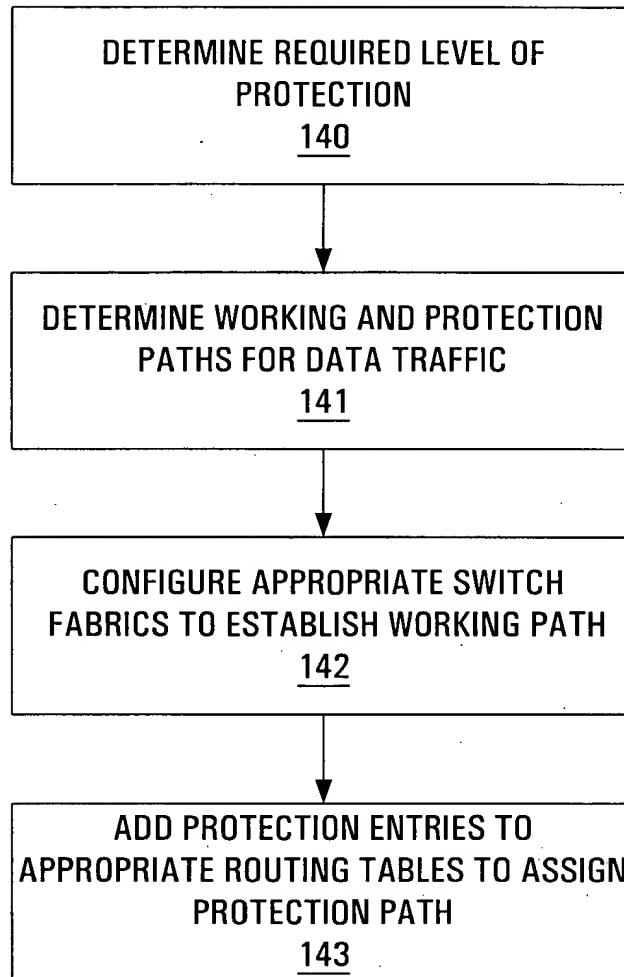 DETERMINE REQUIRED LEVEL OF
PROTECTION
140
DETERMINE WORKING AND PROTECTION
PATHS FOR DATA TRAFFIC
141
CONFIGURE APPROPRIATE SWITCH
FABRICS TO ESTABLISH WORKING PATH
142
ADD PROTECTION ENTRIES TO
APPROPRIATE ROUTING TABLES TO ASSIGN
PROTECTION PATH
143